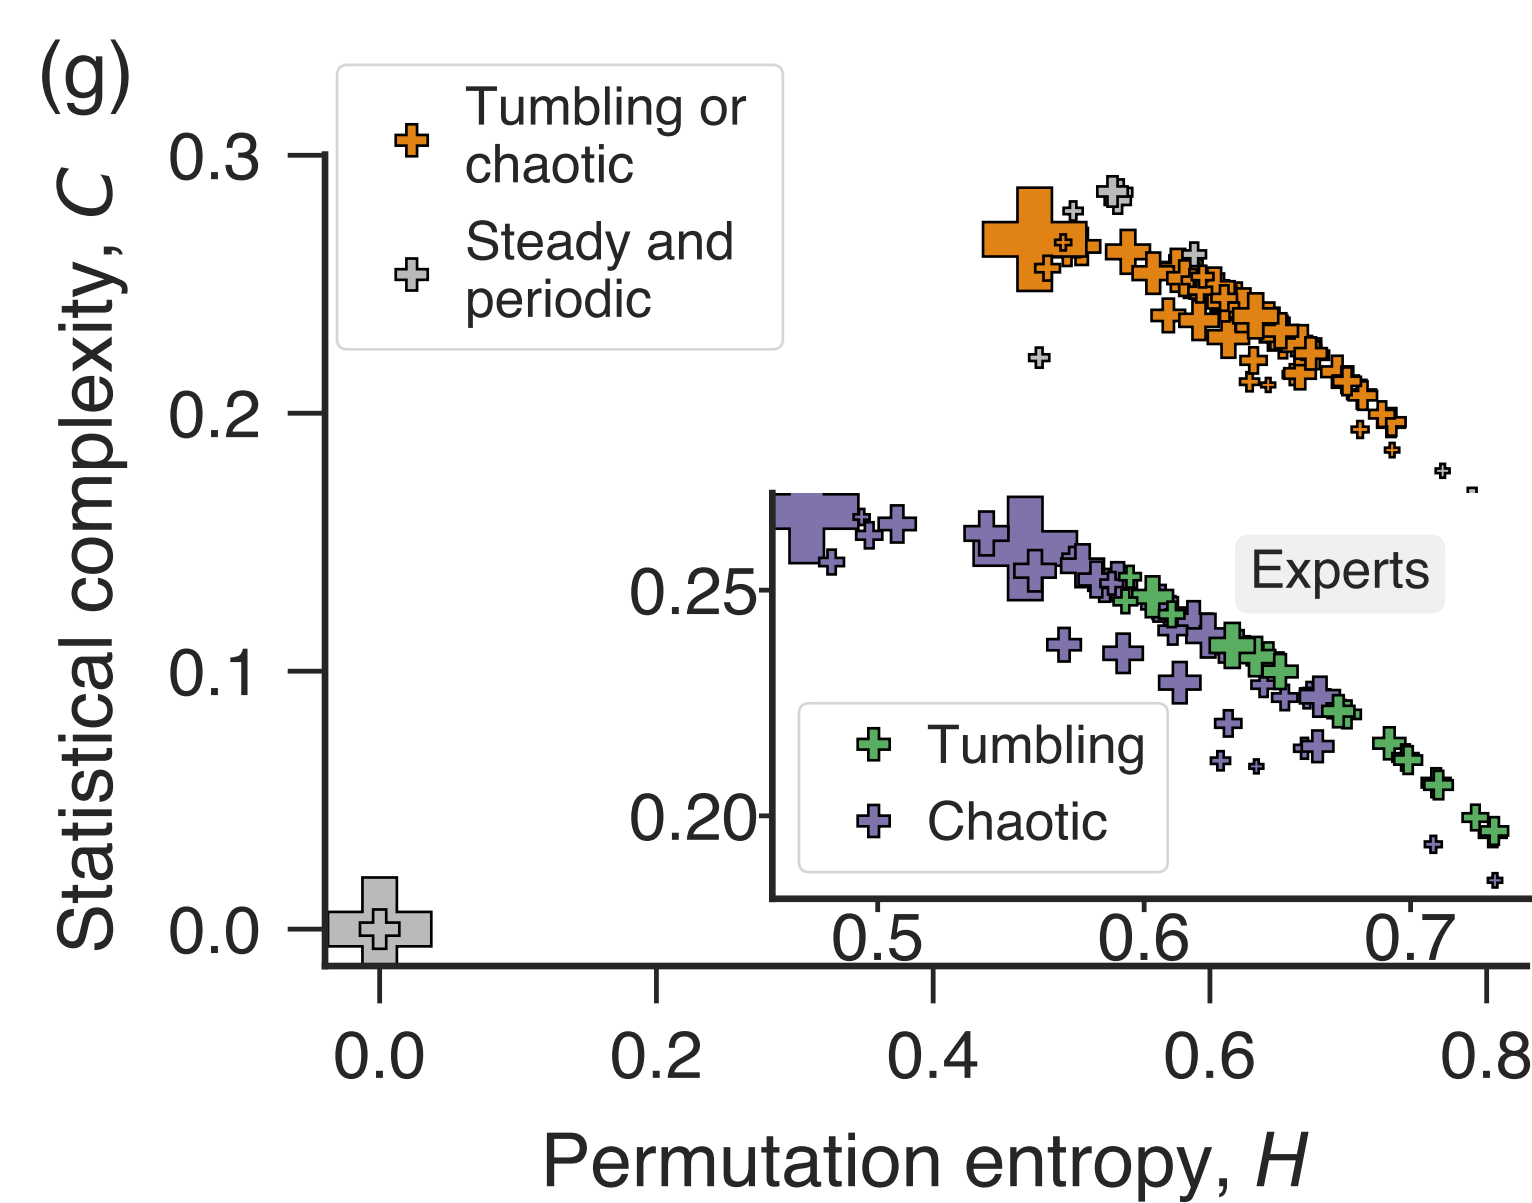 (g)
Tumbling or
chaotic
Steady and
periodic
0.3
0.2
0.1
0.0
Statistical complexity, C
Experts
0.25
0.20
Tumbling
Chaotic
0.5 0.6 0.7
0.0 0.2 0.4 0.6 0.8
Permutation entropy, H